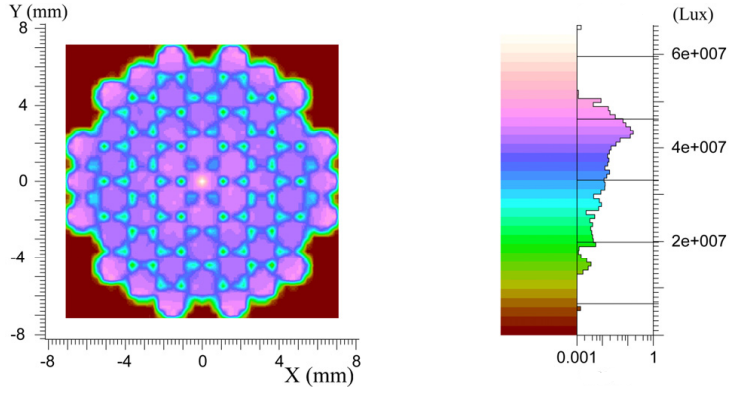 Y (mm)
8
4
0
-4
-8
-8 -4 0 4 8
X (mm)
(Lux)
6e+007
4e+007
2e+007
0.001 1